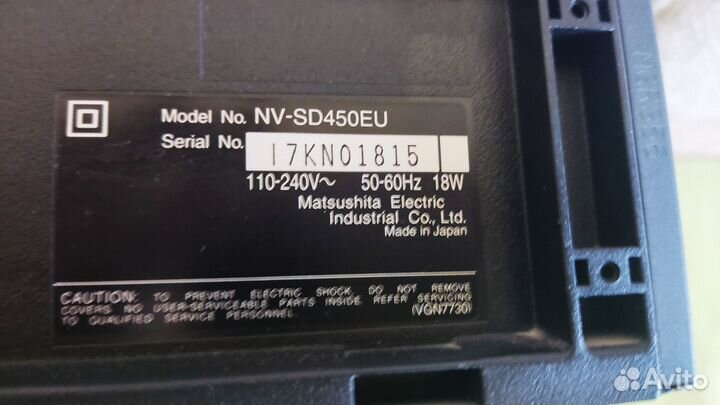 Model No. NV-SD450EU
Serial No. I7KN01815
110-240V~ 50-60Hz 18W
Matsushita Electric
Industrial Co., Ltd.
Made in Japan
CAUTION: TO PREVENT ELECTRIC SHOCK, DO NOT REMOVE
COVERS NO USER-SERVICEABLE PARTS INSIDE. REFER SERVICING
TO QUALIFIED SERVICE PERSONNEL. (VGN7730)
Avito